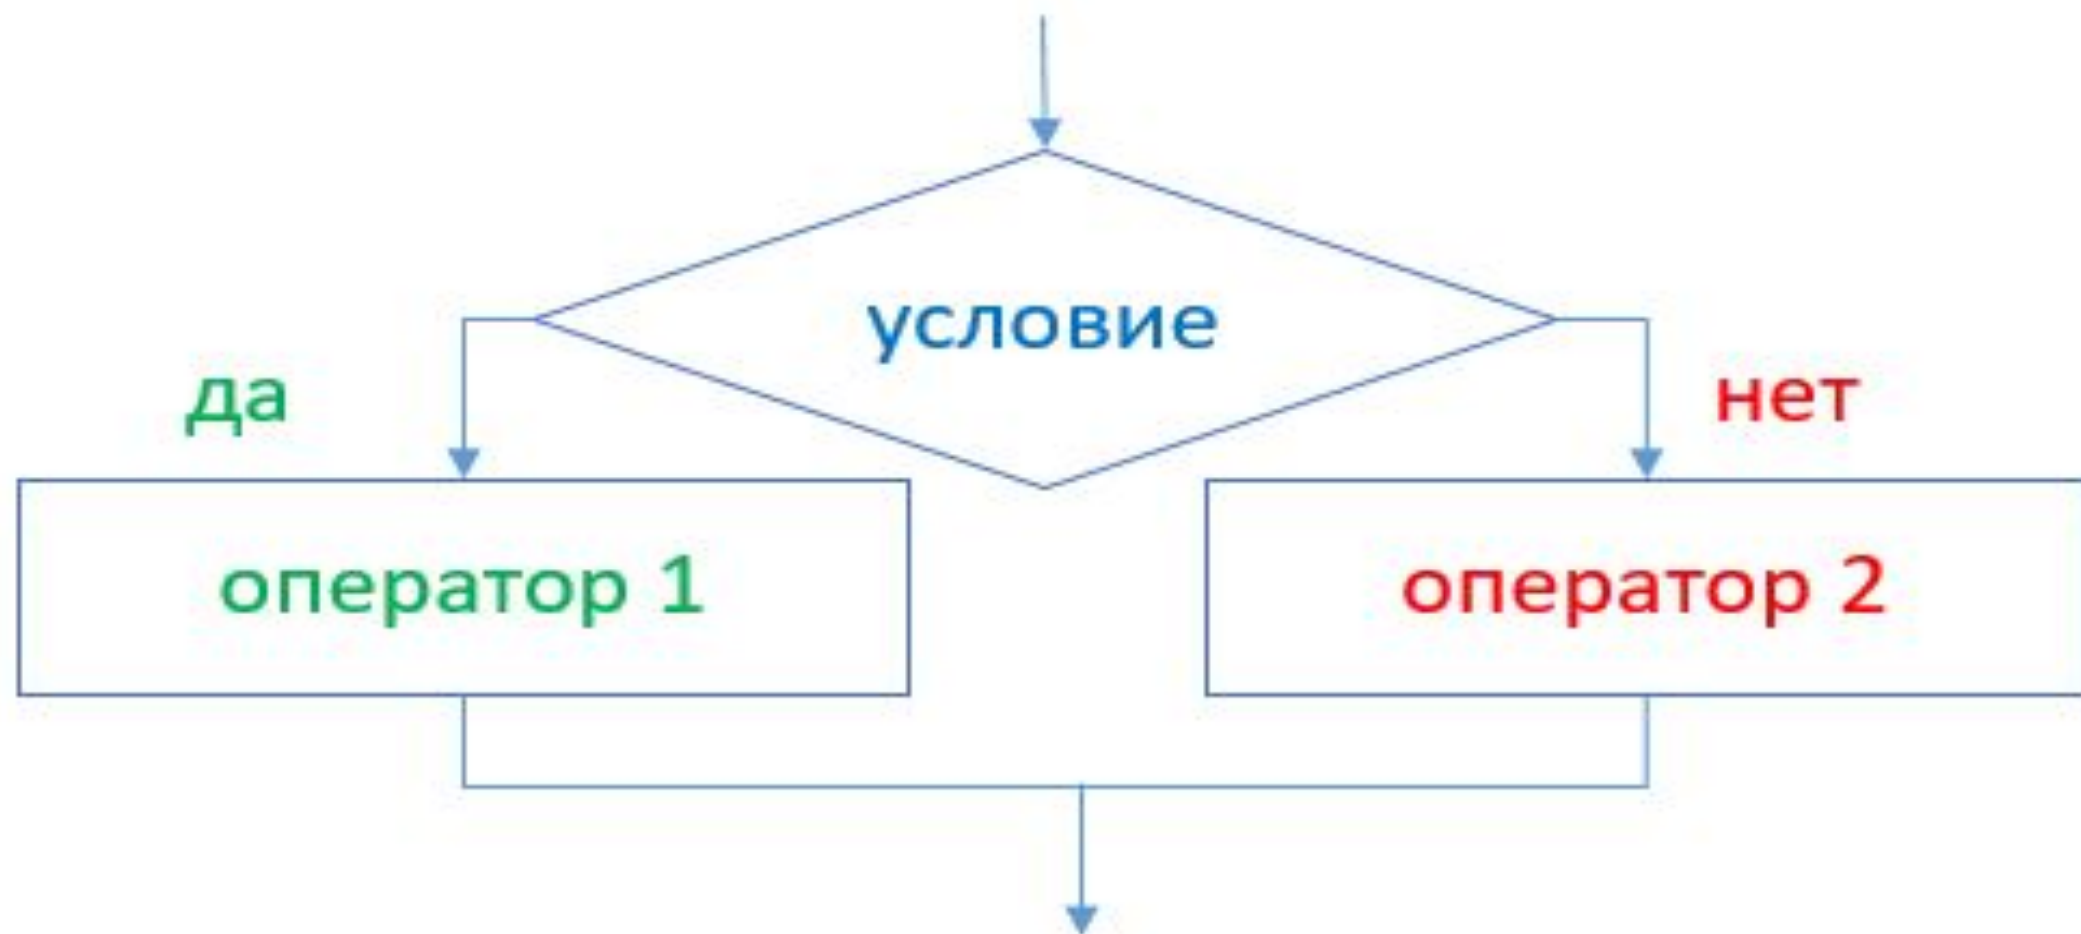 условие
да
нет
оператор 1
оператор 2